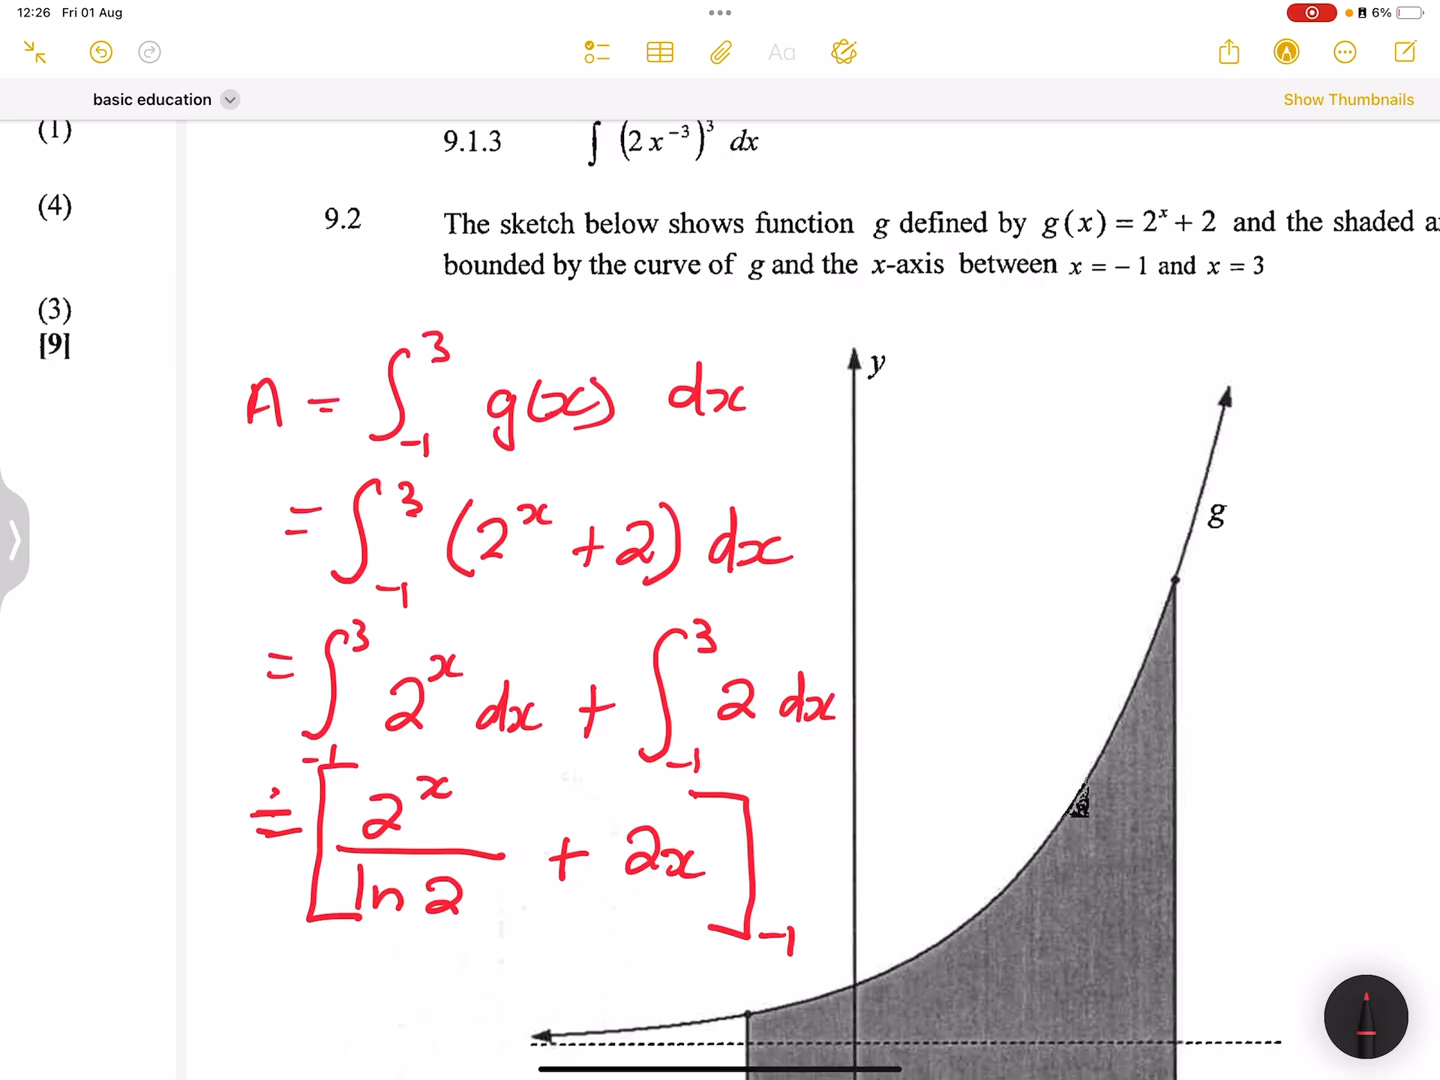 12:26 Fri 01 Aug
6%
Aa
basic education
Show Thumbnails
(1)
9.1.3 ∫ (2x⁻³)³ dx
(4)
9.2 The sketch below shows function g defined by g(x) = 2ˣ + 2 and the shaded
bounded by the curve of g and the x-axis between x = – 1 and x = 3
(3)
[9]
A = ∫₋₁³ g(x) dx
= ∫₋₁³ (2ˣ + 2) dx
= ∫₋₁³ 2ˣ dx + ∫₋₁³ 2 dx
= [2ˣ/ln 2 + 2x]₋₁
y
g